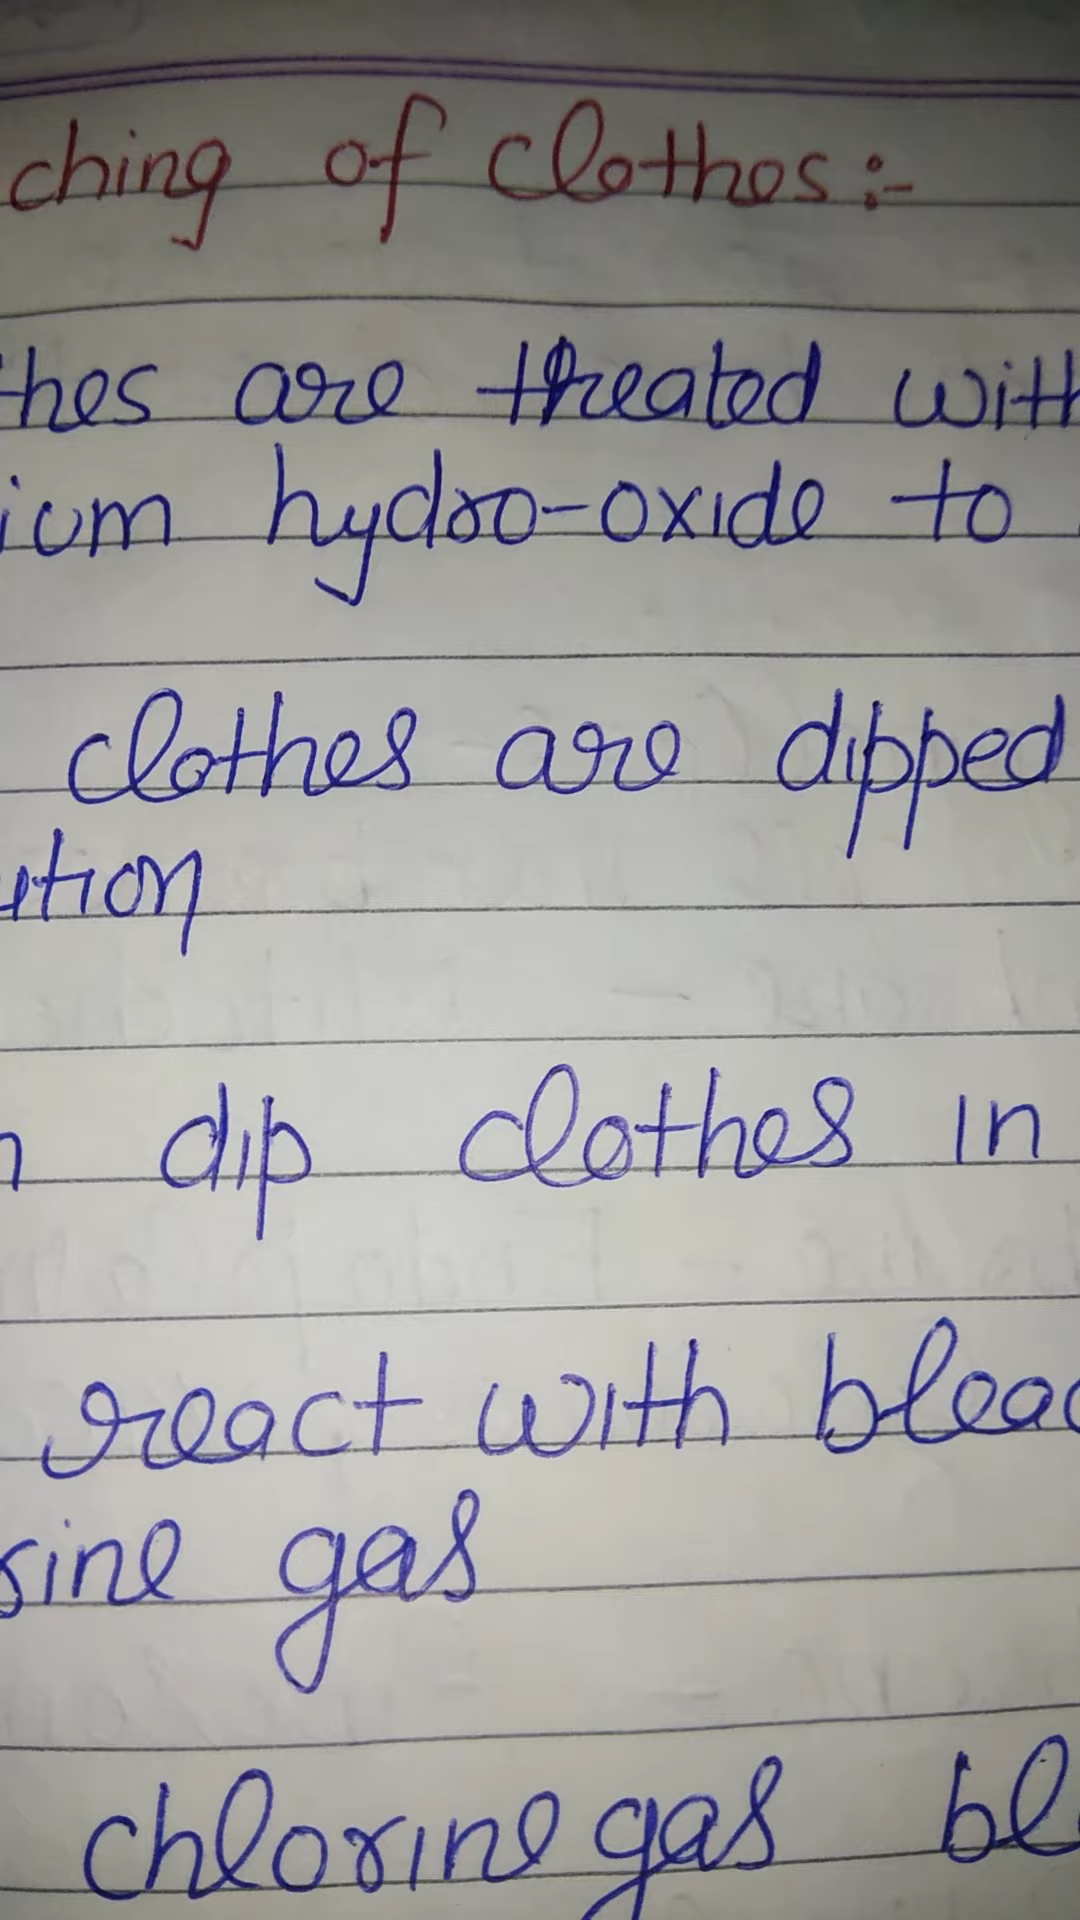 ching of clothes:-
hes are treated with
ium hydro-oxide to
clothes are dipped
ution
n dip clothes in
react with bleac
rine gas
chlorine gas bl